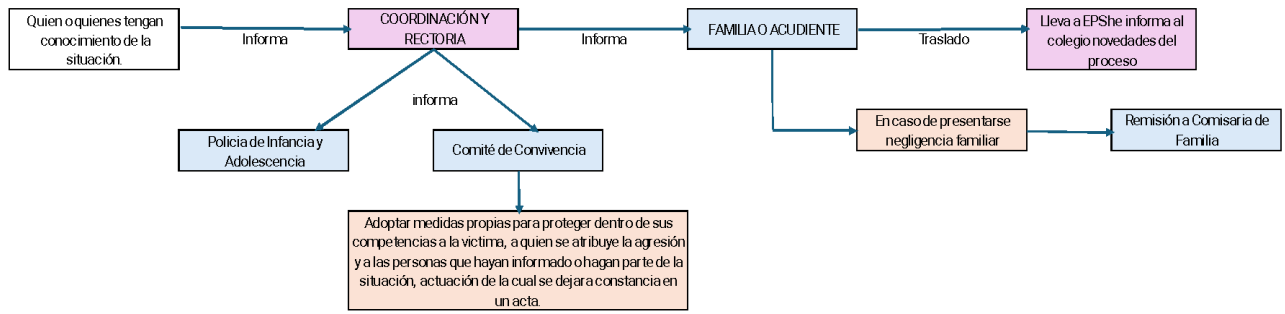 Quien o quienes tengan
conocimiento de la
situación.
Informa
COORDINACIÓN Y
RECTORIA
Informa
FAMILIA O ACUDIENTE
Traslado
Lleva a EPShe informa al
colegio novedades del
proceso
informa
Policia de Infancia y
Adolescencia
Comité de Convivencia
En caso de presentarse
negligencia familiar
Remisión a Comisaria de
Familia
Adoptar medidas propias para proteger dentro de sus
competencias a la victima, a quien se atribuye la agresión
y a las personas que hayan informado o hagan parte de la
situación, actuación de la cual se dejara constancia en
un acta.